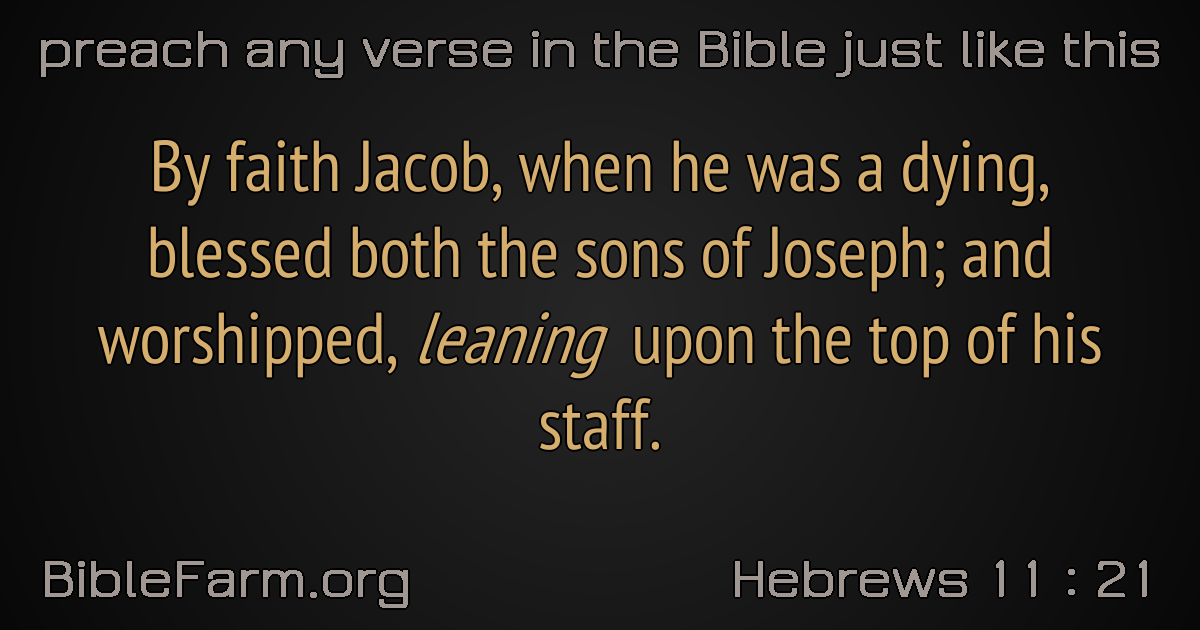 preach any verse in the Bible just like this
By faith Jacob, when he was a dying,
blessed both the sons of Joseph; and
worshipped, leaning upon the top of his
staff.
BibleFarm.org
Hebrews 11 : 21